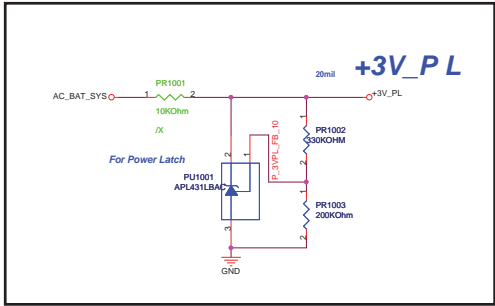 +3V_PL
20mil
PR1001
AC_BAT_SYS
1
2
+3V_PL
10KOhm
/X
1
PR1002
330KOHM
2
P_3VPL_FB_10
For Power Latch
2
1
PU1001
APL431LBAC
1
PR1003
200KOhm
2
3
GND